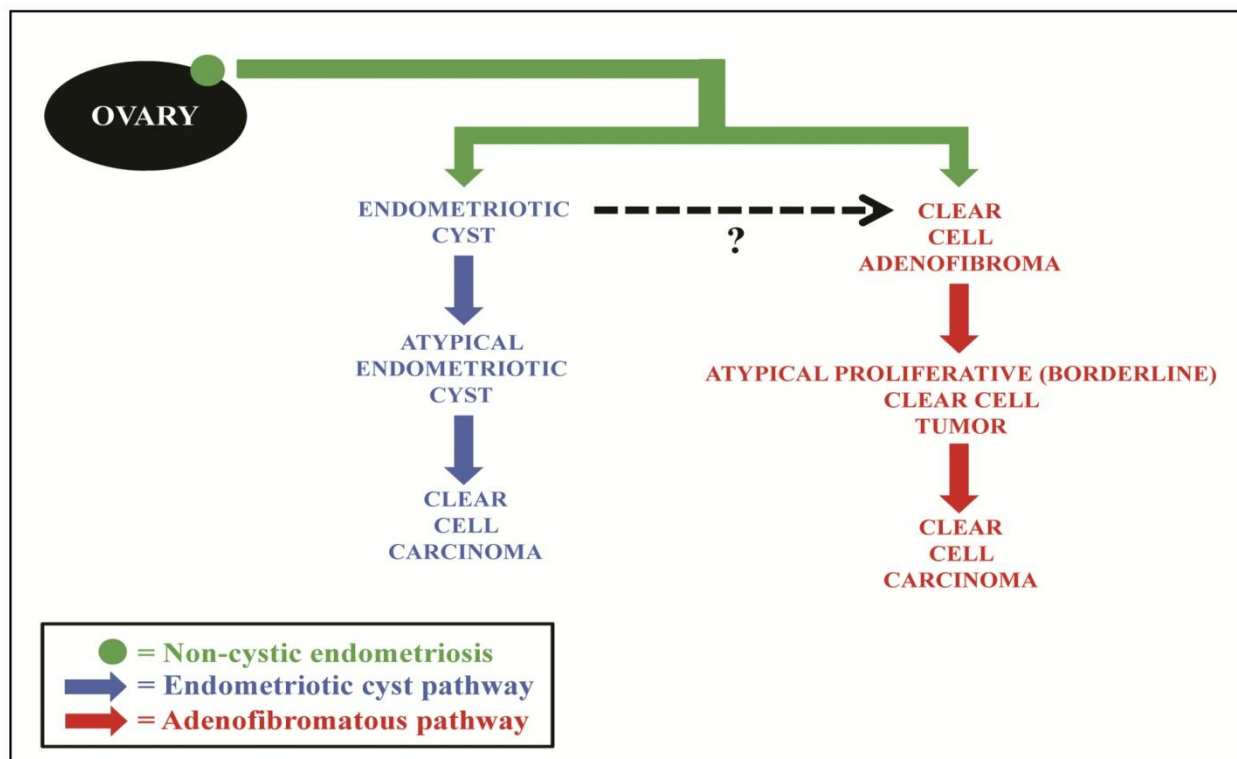 OVARY
ENDOMETRIOTIC
CYST
?
CLEAR
CELL
ADENOFIBROMA
ATYPICAL
ENDOMETRIOTIC
CYST
ATYPICAL PROLIFERATIVE (BORDERLINE)
CLEAR CELL
TUMOR
CLEAR
CELL
CARCINOMA
CLEAR
CELL
CARCINOMA
= Non-cystic endometriosis
= Endometriotic cyst pathway
= Adenofibromatous pathway